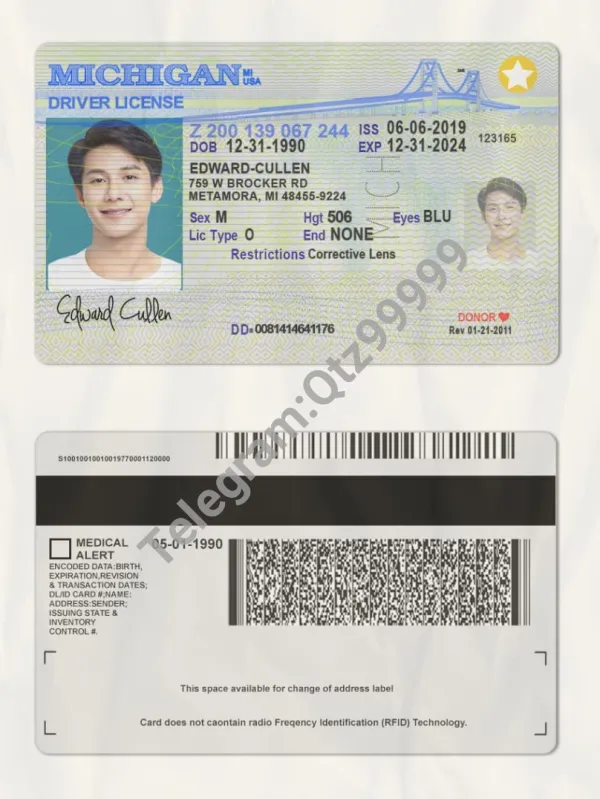 MICHIGAN MI USA
DRIVER LICENSE
Z 200 139 067 244 ISS 06-06-2019
DOB 12-31-1990 EXP 12-31-2024
123165
EDWARD-CULLEN
759 W BROCKER RD
METAMORA, MI 48455-9224
Sex M Hgt 506 Eyes BLU
Lic Type O End NONE
Restrictions Corrective Lens
MICH
Edward Cullen
DD 0081414641176
DONOR
Rev 01-21-2011
Telegram:Qtz99999
S10010010010019770001120000
MEDICAL ALERT
05-01-1990
ENCODED DATA:BIRTH,
EXPIRATION,REVISION
& TRANSACTION DATES;
DL/ID CARD #;NAME;
ADDRESS:SENDER;
ISSUING STATE &
INVENTORY
CONTROL #.
This space available for change of address label
Card does not caontain radio Freqency Identification (RFID) Technology.